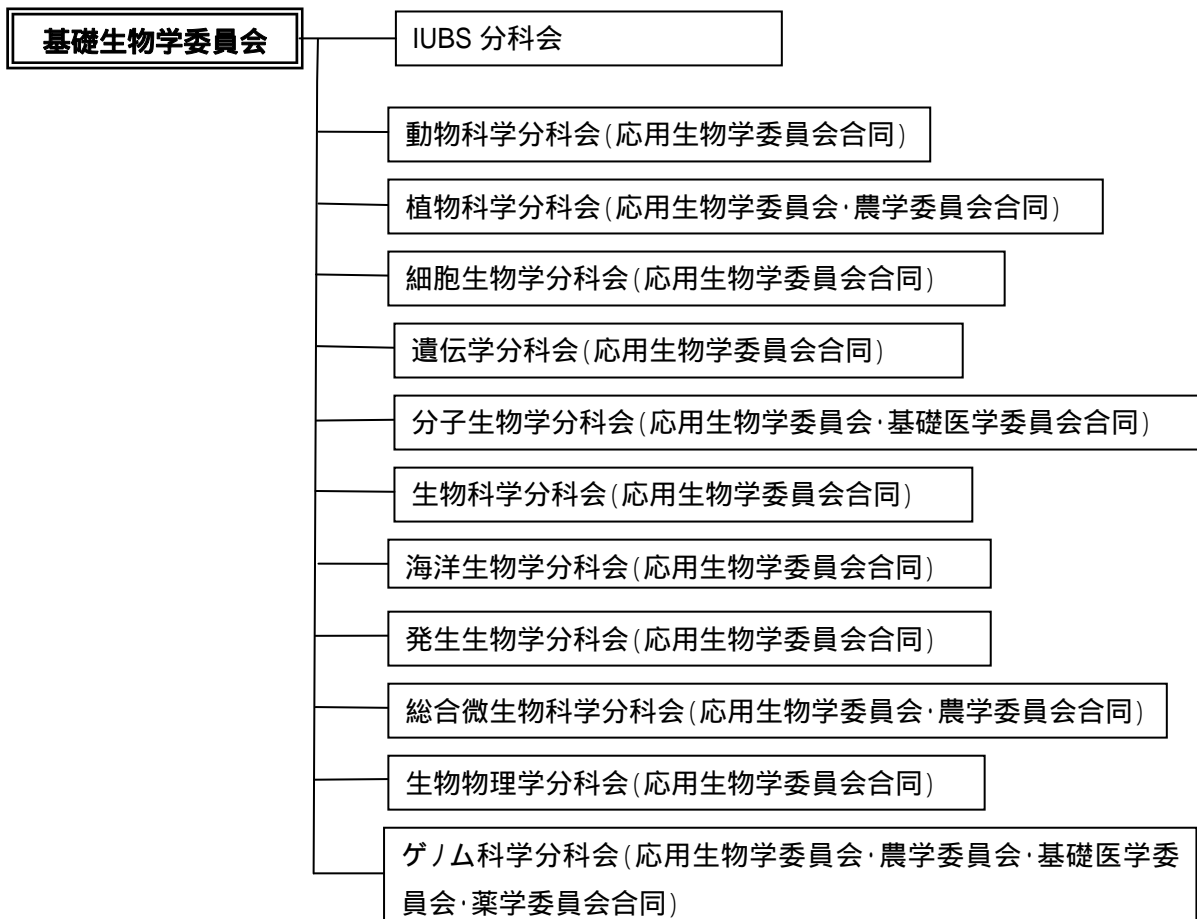 基礎生物学委員会
IUBS 分科会
動物科学分科会(応用生物学委員会合同)
植物科学分科会(応用生物学委員会・農学委員会合同)
細胞生物学分科会(応用生物学委員会合同)
遺伝学分科会(応用生物学委員会合同)
分子生物学分科会(応用生物学委員会・基礎医学委員会合同)
生物科学分科会(応用生物学委員会合同)
海洋生物学分科会(応用生物学委員会合同)
発生生物学分科会(応用生物学委員会合同)
総合微生物科学分科会(応用生物学委員会・農学委員会合同)
生物物理学分科会(応用生物学委員会合同)
ゲノム科学分科会(応用生物学委員会・農学委員会・基礎医学委
員会・薬学委員会合同)